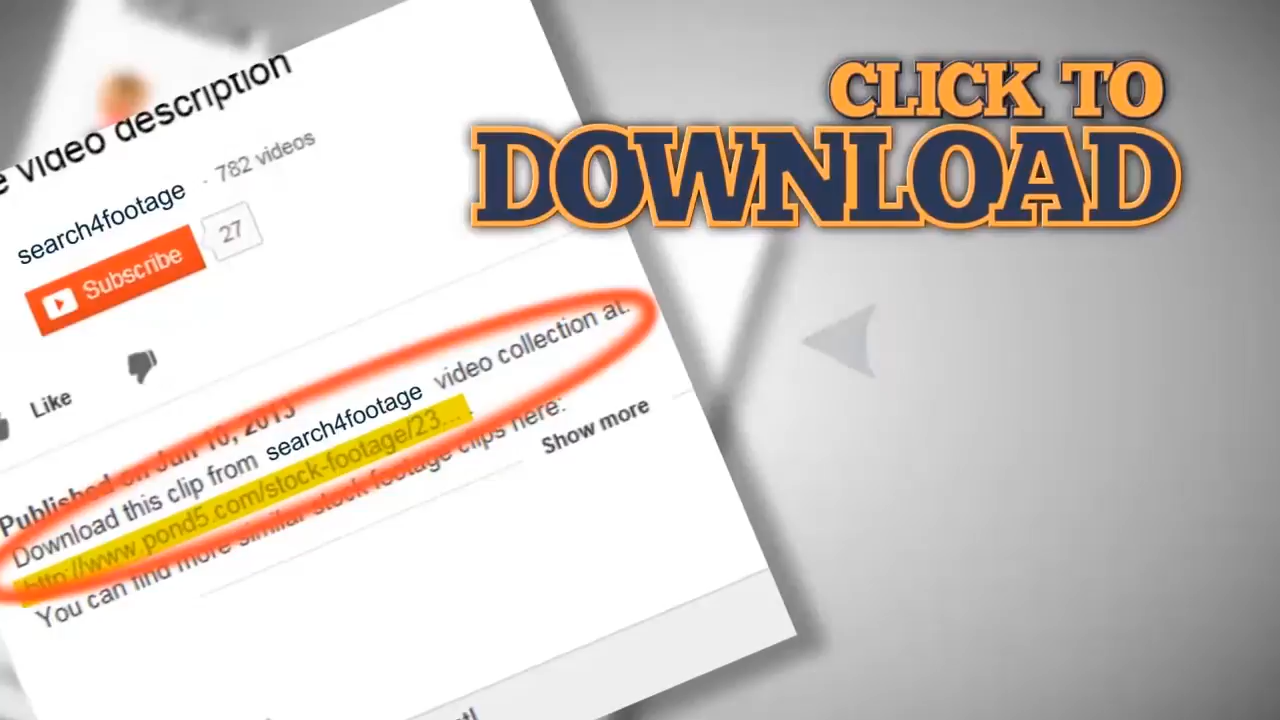 CLICK TO
DOWNLOAD
e video description
search4footage · 782 videos
Subscribe 27
Like
Published on Jun 10, 2013
Download this clip from search4footage video collection at:
http://www.pond5.com/stock-footage/23...
You can find more similar stock footage clips here:
Show more